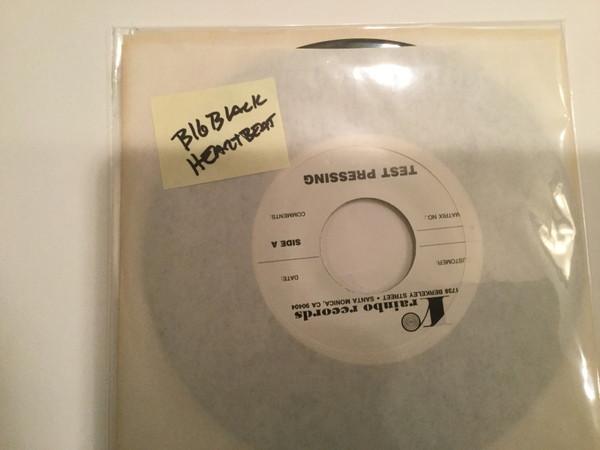 BIG BLACK
HEARTBEAT
rainbo records
1738 BERKELEY STREET • SANTA MONICA, CA 90404
USTOMER:
DATE:
SIDE A
MATRIX NO.:
COMMENTS:
TEST PRESSING